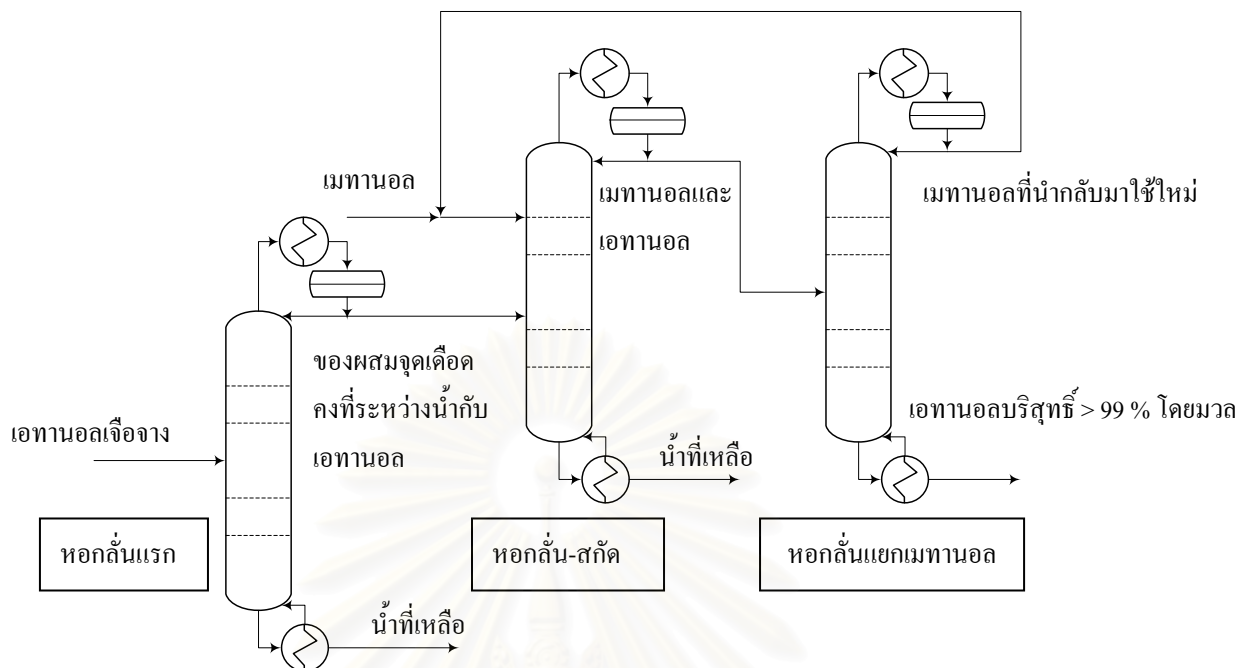 เมทานอล
เมทานอลและ
เอทานอล
เมทานอลที่นำกลับมาใช้ใหม่
ของผสมจุดเดือด
คงที่ระหว่างน้ำกับ
เอทานอล
เอทานอลเจือจาง
น้ำที่เหลือ
เอทานอลบริสุทธิ์ > 99 % โดยมวล
หอกลั่นแรก
หอกลั่น-สกัด
หอกลั่นแยกเมทานอล
น้ำที่เหลือ